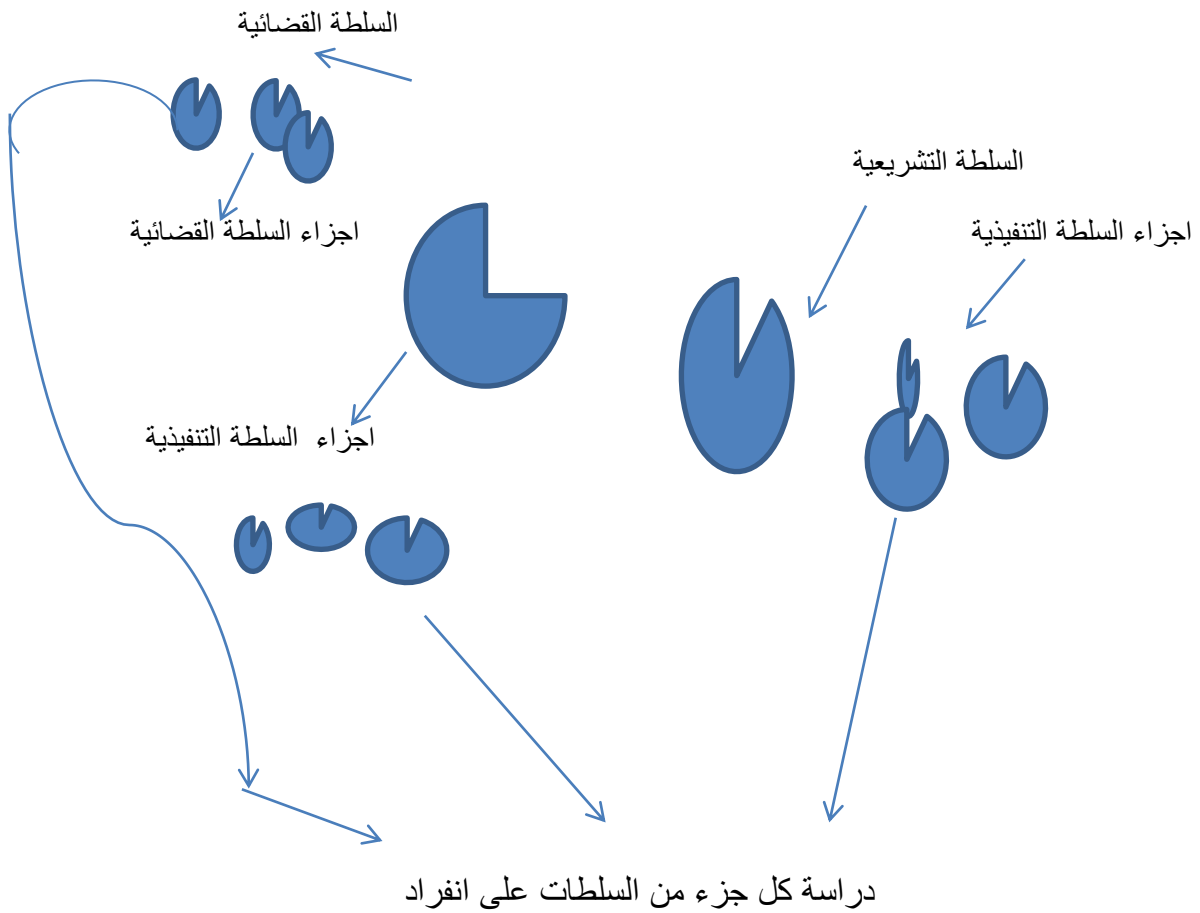 السلطة القضائية
السلطة التشريعية
اجزاء السلطة القضائية
اجزاء السلطة التنفيذية
اجزاء السلطة التنفيذية
دراسة كل جزء من السلطات على انفراد